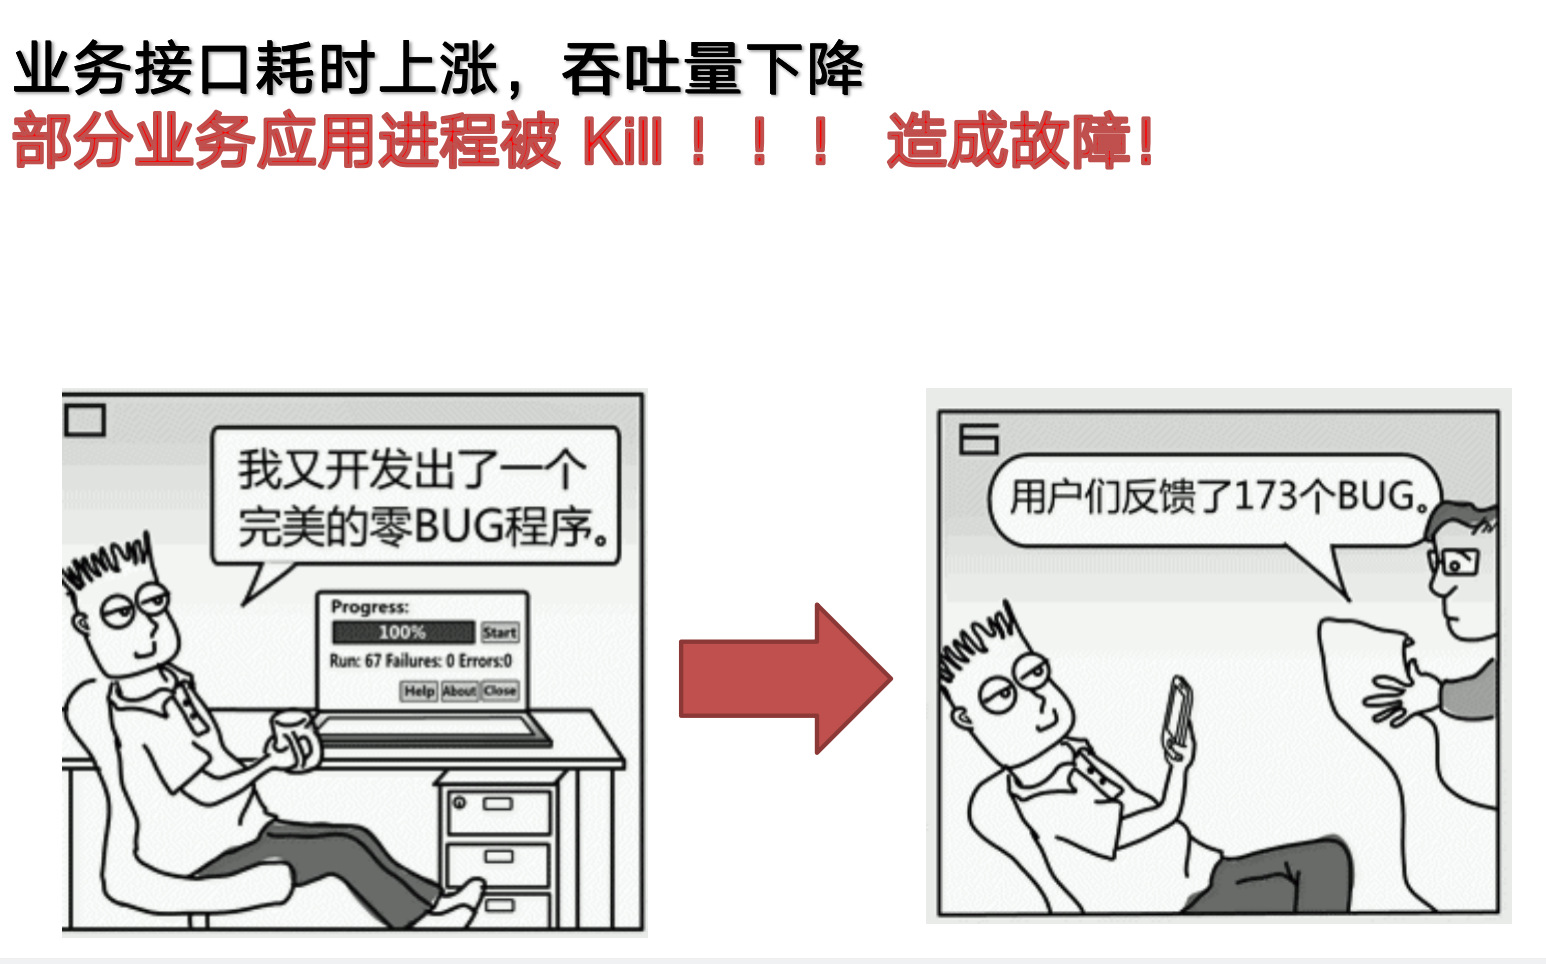 业务接口耗时上涨，吞吐量下降
部分业务应用进程被 Kill！！！ 造成故障！
我又开发出了一个
完美的零BUG程序。
Progress:
100% Start
Run: 67 Failures: 0 Errors:0
Help About Close
6
用户们反馈了173个BUG。